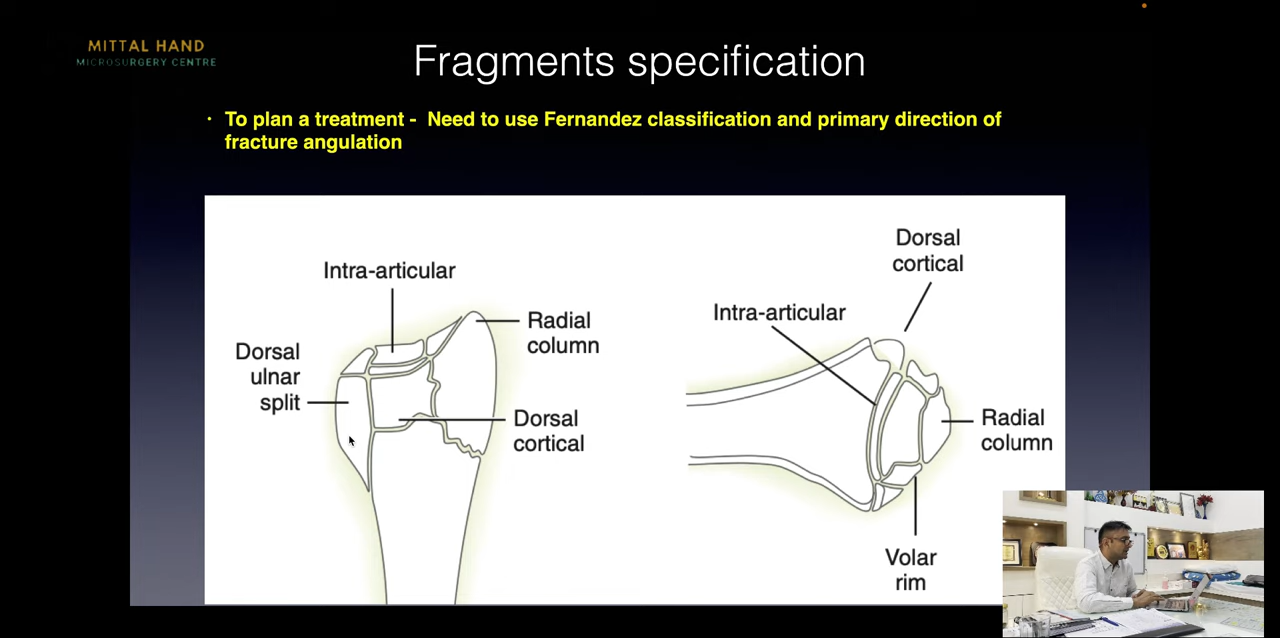 MITTAL HAND
MICROSURGERY CENTRE
Fragments specification
· To plan a treatment - Need to use Fernandez classification and primary direction of
fracture angulation
Intra-articular
Radial
column
Dorsal
ulnar
split
Dorsal
cortical
Dorsal
cortical
Intra-articular
Radial
column
Volar
rim